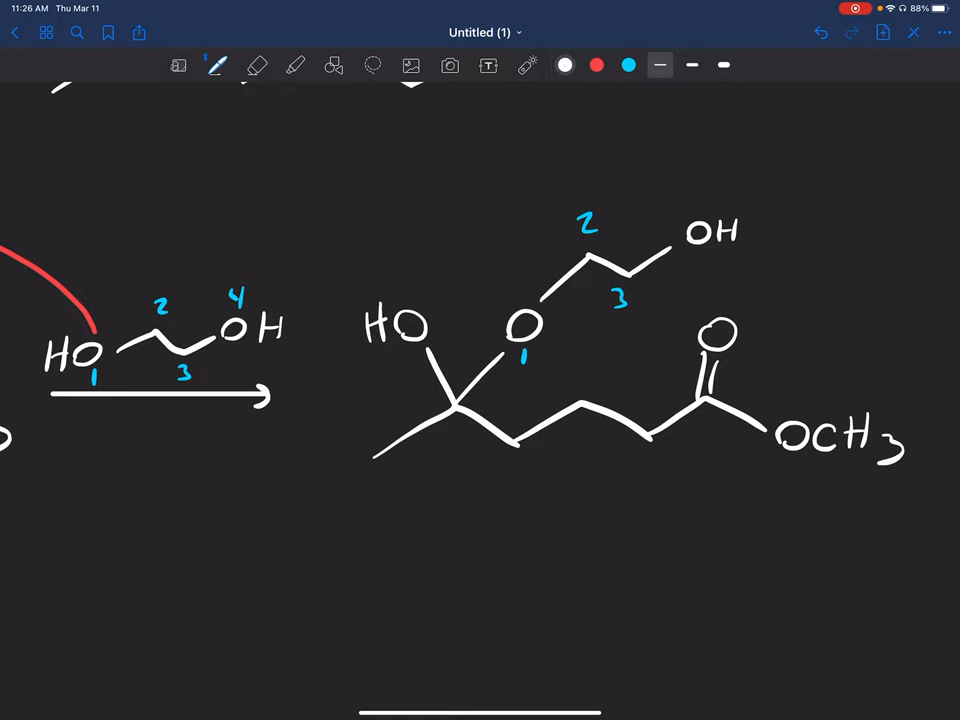 11:26 AM Thu Mar 11
88%
Untitled (1)
T
2
OH
3
4
2
OH
HO
O
O
HO
1
3
1
OCH3